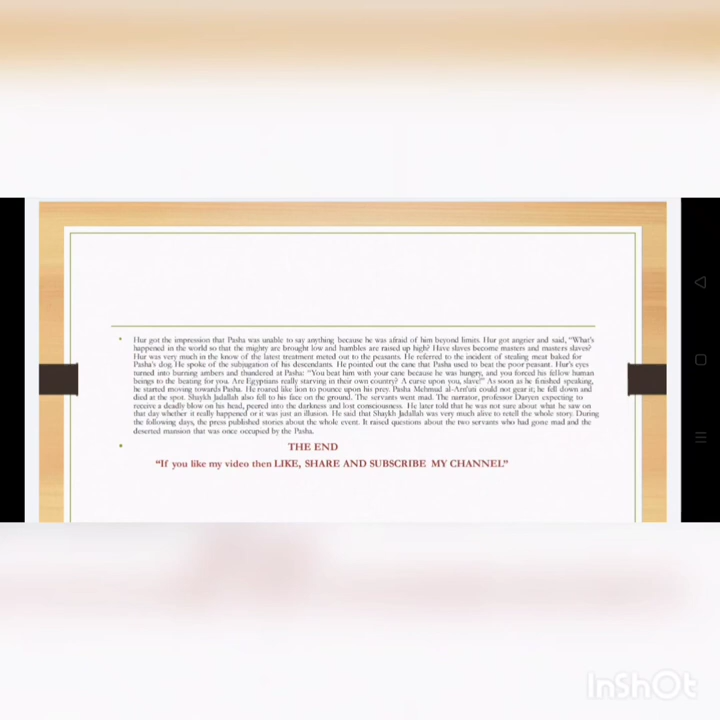 • Hur got the impression that Pasha was unable to say anything because he was afraid of him beyond limits. Hur got angrier and said, "What's
happened in the world so that the mighty are brought low and humbles are raised up high? Have slaves become masters and masters slaves?
Hur was very much in the know of the latest treatment meted out to the peasants. He referred to the incident of stealing meat baked for
Pasha's dog. He spoke of the subjugation of his descendants. He pointed out the cane that Pasha used to beat the poor peasant. Hur's eyes
turned into burning ambers and thundered at Pasha: "You beat him with your cane because he was hungry, and you forced his fellow human
beings to the beating for you. Are Egyptians really starving in their own country? A curse upon you, slave!" As soon as he finished speaking,
he started moving towards Pasha. He roared like lion to pounce upon his prey. Pasha Mehmud al-Arnfuti could not gear it; he fell down and
died at the spot. Shaykh Jadallah also fell to his face on the ground. The servants went mad. The narrator, professor Daryen expecting to
receive a deadly blow on his head, peered into the darkness and lost consciousness. He later told that he was not sure about what he saw on
that day whether it really happened or it was just an illusion. He said that Shaykh Jadallah was very much alive to retell the whole story. During
the following days, the press published stories about the whole event. It raised questions about the two servants who had gone mad and the
deserted mansion that was once occupied by the Pasha.
• THE END
"If you like my video then LIKE, SHARE AND SUBSCRIBE MY CHANNEL"
InShOt